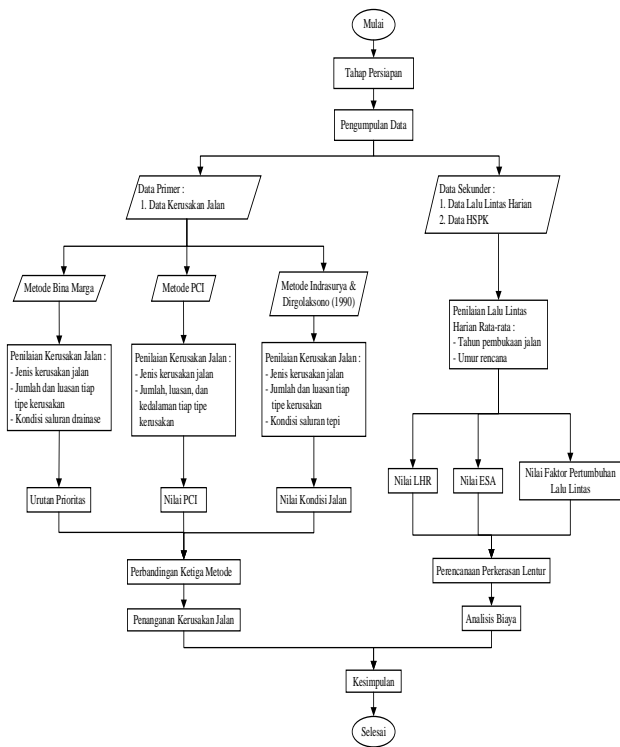 Mulai
Tahap Persiapan
Pengumpulan Data
Data Primer :
1. Data Kerusakan Jalan
Data Sekunder :
1. Data Lalu Lintas Harian
2. Data HSPK
Metode Bina Marga
Metode PCI
Metode Indrasurya &
Dirgolaksono (1990)
Penilaian Lalu Lintas
Harian Rata-rata :
- Tahun pembukaan jalan
- Umur rencana
Penilaian Kerusakan Jalan :
- Jenis kerusakan jalan
- Jumlah dan luasan tiap
tipe kerusakan
- Kondisi saluran drainase
Penilaian Kerusakan Jalan :
- Jenis kerusakan jalan
- Jumlah, luasan, dan
kedalaman tiap tipe
kerusakan
Penilaian Kerusakan Jalan :
- Jenis kerusakan jalan
- Jumlah dan luasan tiap
tipe kerusakan
- Kondisi saluran tepi
Urutan Prioritas
Nilai PCI
Nilai Kondisi Jalan
Nilai LHR
Nilai ESA
Nilai Faktor Pertumbuhan
Lalu Lintas
Perbandingan Ketiga Metode
Perencanaan Perkerasan Lentur
Penanganan Kerusakan Jalan
Analisis Biaya
Kesimpulan
Selesai